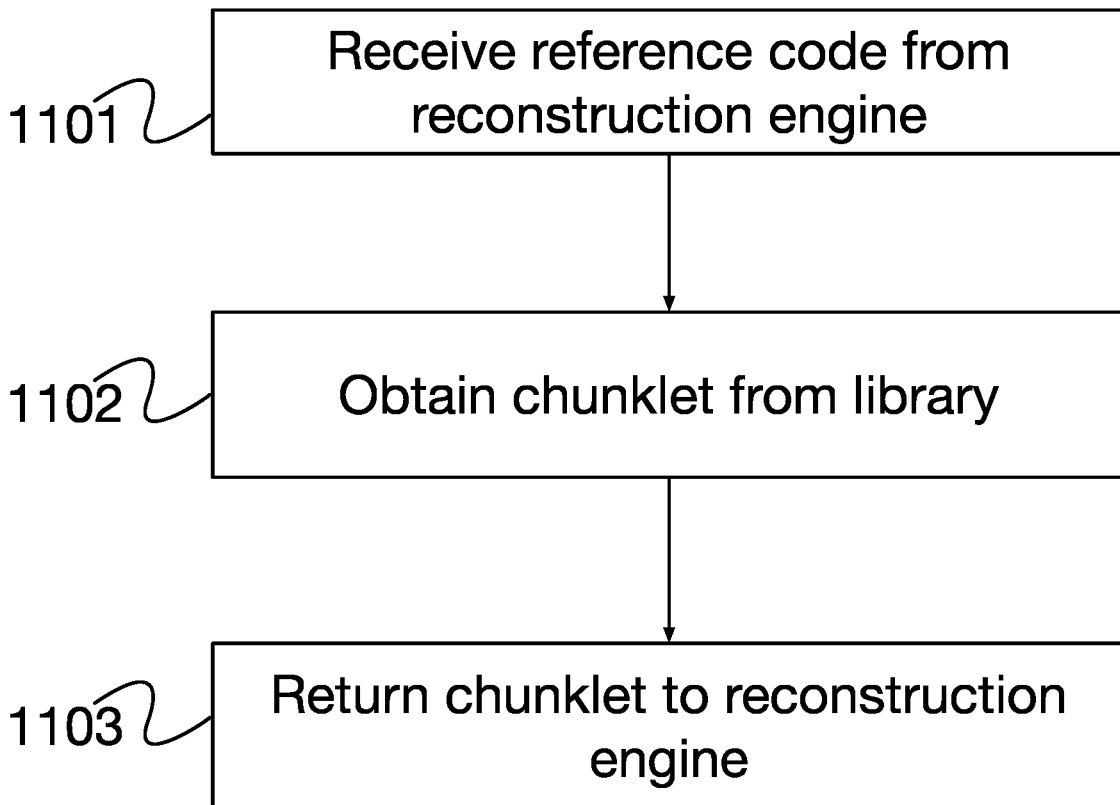 1101
Receive reference code from
reconstruction engine
1102
Obtain chunklet from library
1103
Return chunklet to reconstruction
engine